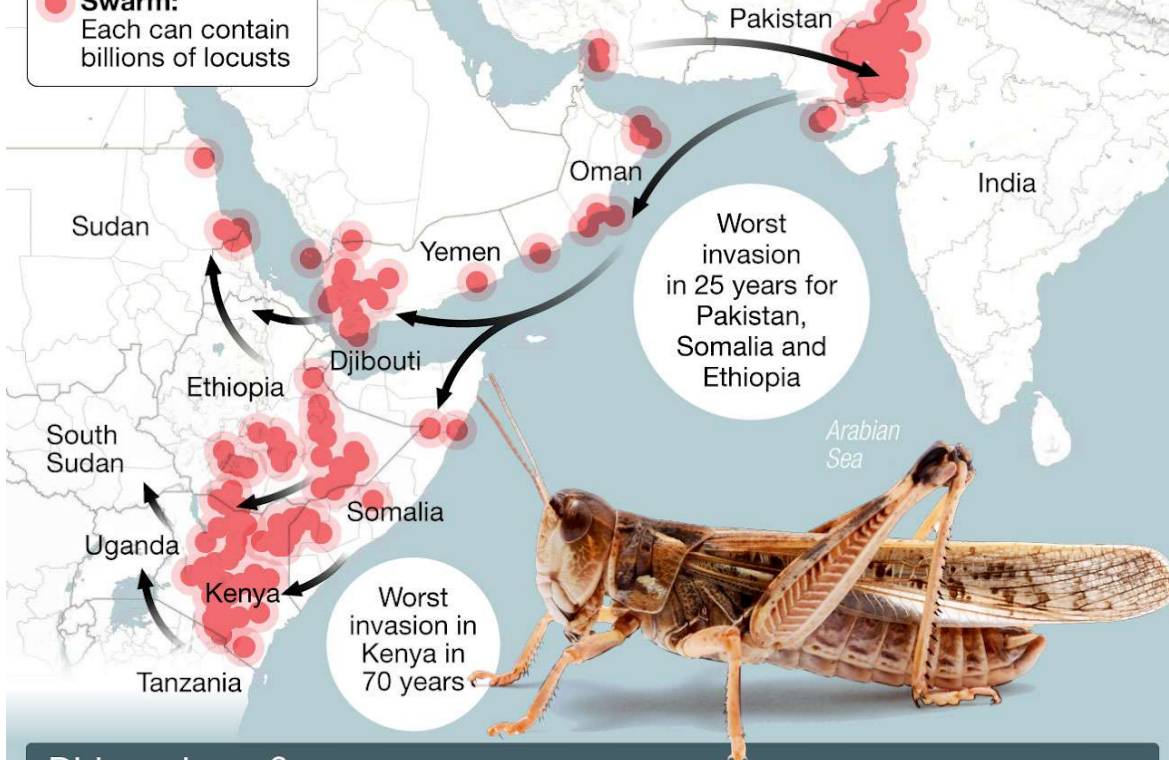 Swarm:
Each can contain
billions of locusts
Pakistan
Oman
India
Sudan
Yemen
Worst
invasion
in 25 years for
Pakistan,
Somalia and
Ethiopia
Djibouti
Ethiopia
South
Sudan
Arabian
Sea
Somalia
Uganda
Kenya
Worst
invasion in
Kenya in
70 years
Tanzania